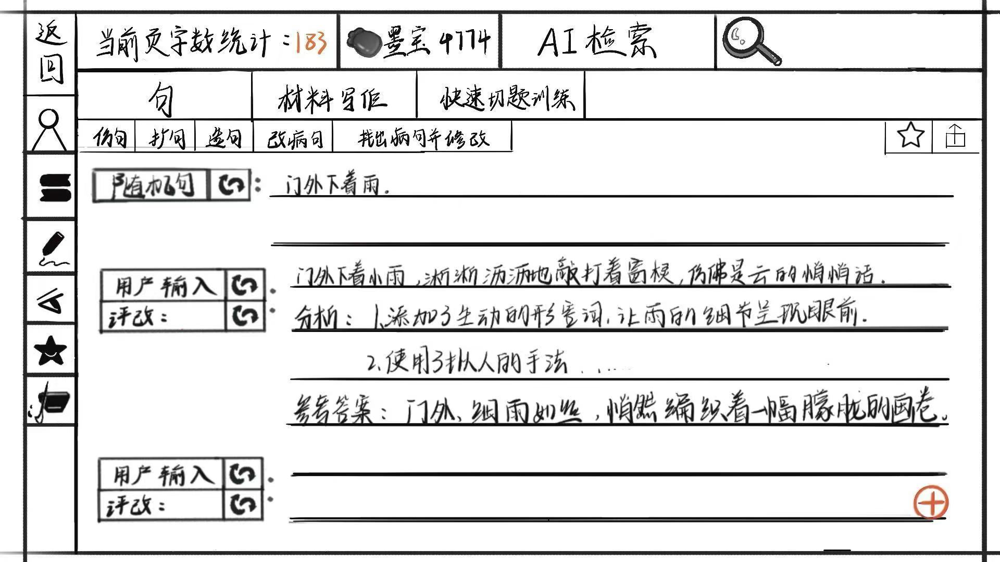 返回
当前页字数统计:183
墨宝 4774
AI 检索
句
材料写作
快速切题训练
仿句
扩句
造句
改病句
找出病句并修改
随机句 : 门外下着雨.
用户输入 : 门外下着小雨,淅淅沥沥地敲打着窗棂,仿佛是云的悄悄话.
评改: 分析: 1.添加了生动的形容词,让雨的细节呈现眼前.
2.使用了拟人的手法......
参考答案: 门外、细雨如丝,悄然编织着一幅朦胧的画卷。
用户输入 :
评改: